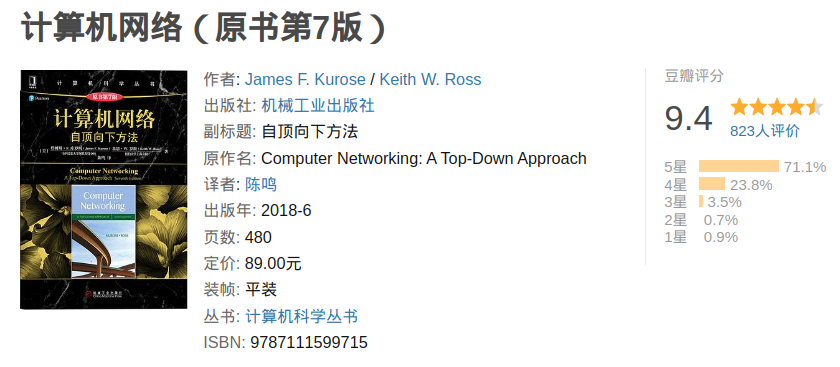 计算机网络（原书第7版）
计算机科学丛书
原书第7版
计算机网络
自顶向下方法
陈鸣 译
Computer Networking
A Top-Down Approach Seventh Edition
Computer
Networking
KUROSE
ROSS
机械工业出版社
作者: James F. Kurose / Keith W. Ross
出版社: 机械工业出版社
副标题: 自顶向下方法
原作名: Computer Networking: A Top-Down Approach
译者: 陈鸣
出版年: 2018-6
页数: 480
定价: 89.00元
装帧: 平装
丛书: 计算机科学丛书
ISBN: 9787111599715
豆瓣评分
9.4
823人评价
5星 71.1%
4星 23.8%
3星 3.5%
2星 0.7%
1星 0.9%